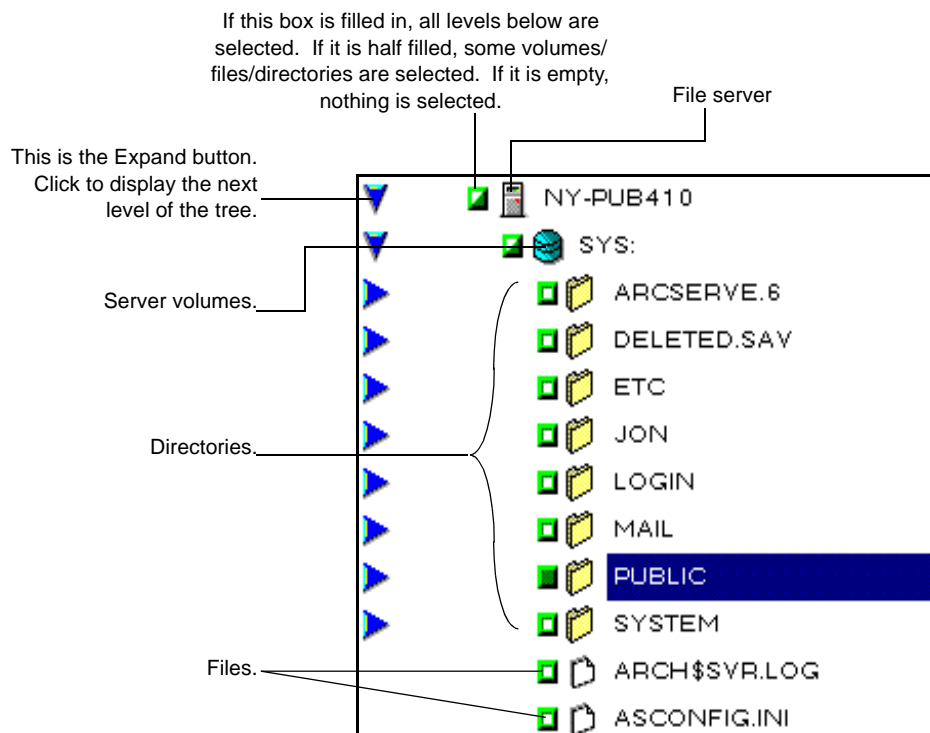 If this box is filled in, all levels below are
selected.  If it is half filled, some volumes/
files/directories are selected.  If it is empty,
nothing is selected.
File server
This is the Expand button.
Click to display the next
level of the tree.
NY-PUB410
SYS:
Server volumes.
ARCSERVE.6
DELETED.SAV
ETC
JON
Directories.
LOGIN
MAIL
PUBLIC
SYSTEM
Files.
ARCH$SVR.LOG
ASCONFIG.INI